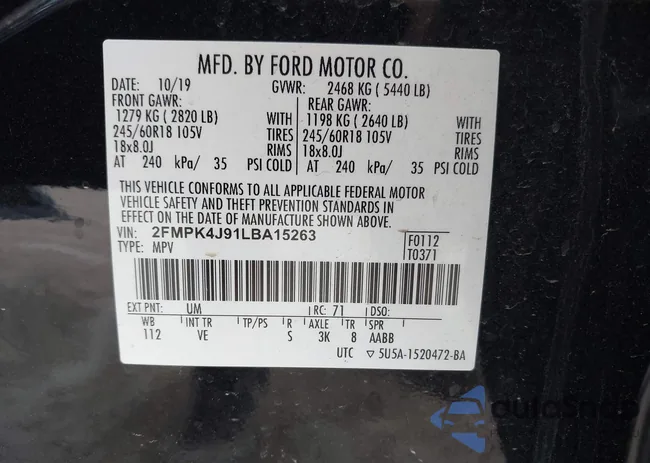 MFD. BY FORD MOTOR CO.
DATE: 10/19 GVWR: 2468 KG ( 5440 LB)
FRONT GAWR: REAR GAWR:
1279 KG ( 2820 LB) WITH 1198 KG ( 2640 LB) WITH
245/60R18 105V TIRES 245/60R18 105V TIRES
18x8.0J RIMS 18x8.0J RIMS
AT 240 kPa/ 35 PSI COLD AT 240 kPa/ 35 PSI COLD
THIS VEHICLE CONFORMS TO ALL APPLICABLE FEDERAL MOTOR
VEHICLE SAFETY AND THEFT PREVENTION STANDARDS IN
EFFECT ON THE DATE OF MANUFACTURE SHOWN ABOVE.
VIN: 2FMPK4J91LBA15263 F0112
TYPE: MPV T0371
EXT PNT: UM RC: 71 DSO:
WB INT TR TP/PS R AXLE TR SPR
112 VE S 3K 8 AABB
UTC ▽ 5U5A-1520472-BA